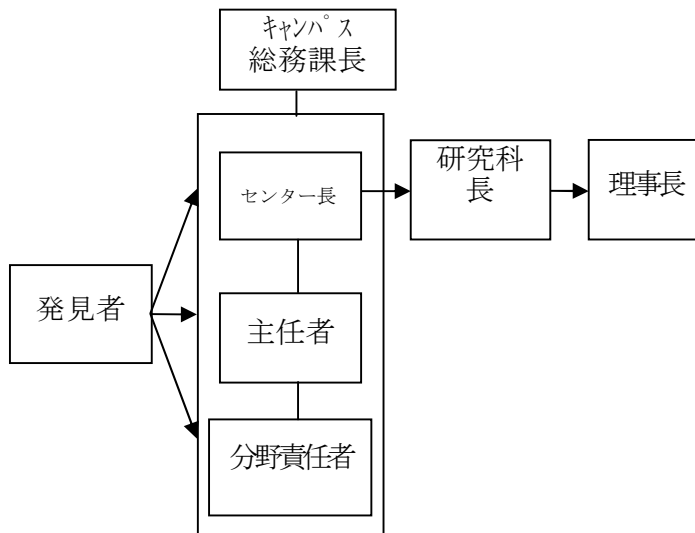 ｷｬﾝﾊﾟｽ
総務課長
センター長
研究科
長
理事長
発見者
主任者
分野責任者